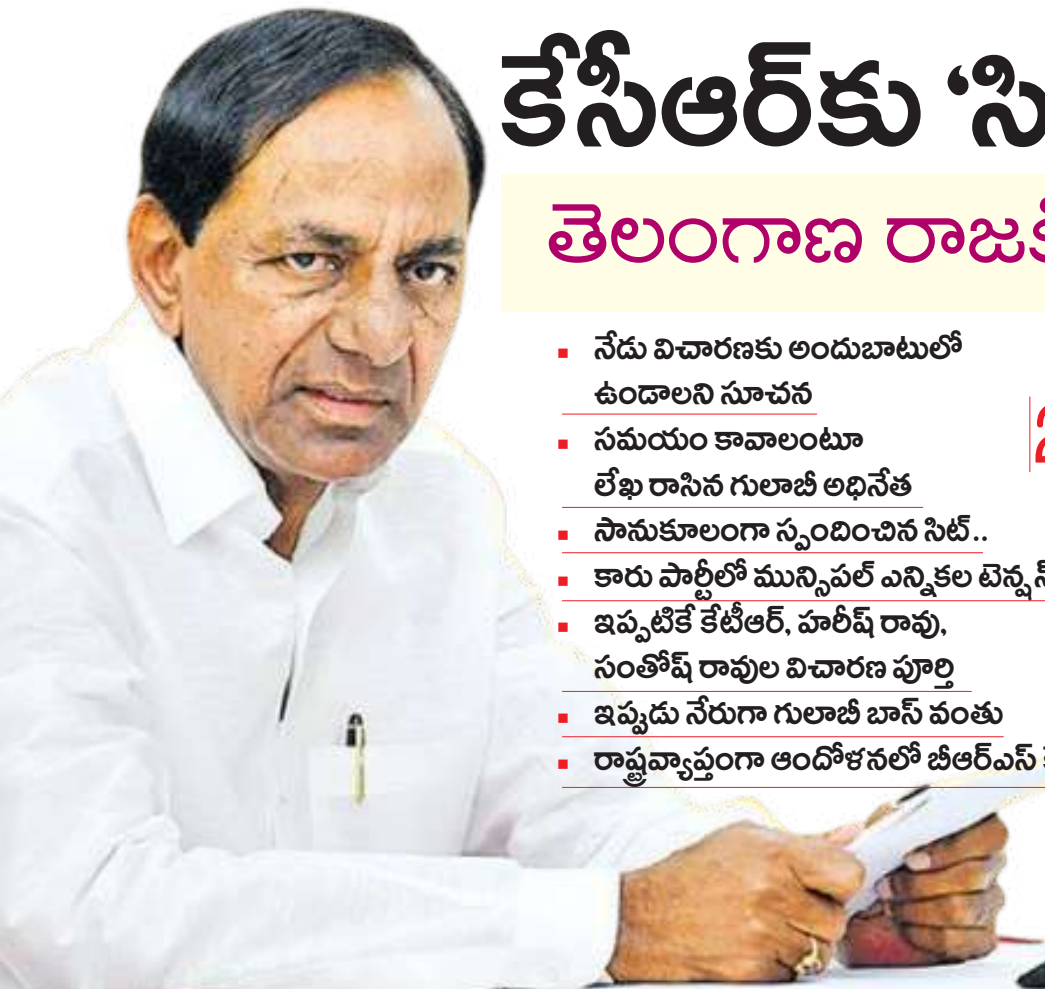 కేసీఆర్‌కు ‘సి
తెలంగాణ
నేడు విచారణకు అందుబాటులో
ఉండాలని సూచన
సమయం కావాలంటూ
లేఖ రాసిన గులాబీ అధినేత
సానుకూలంగా స్పందించిన సిట్..
కారు పార్టీలో మున్సిపల్ ఎన్నికల టెన్షన్
ఇప్పటికే కేటీఆర్, హరీష్ రావు,
సంతోష్ రావుల విచారణ పూర్తి
ఇప్పుడు నేరుగా గులాబీ బాస్ వంతు
రాష్ట్రవ్యాప్తంగా ఆందోళనలో బీఆర్ఎస్